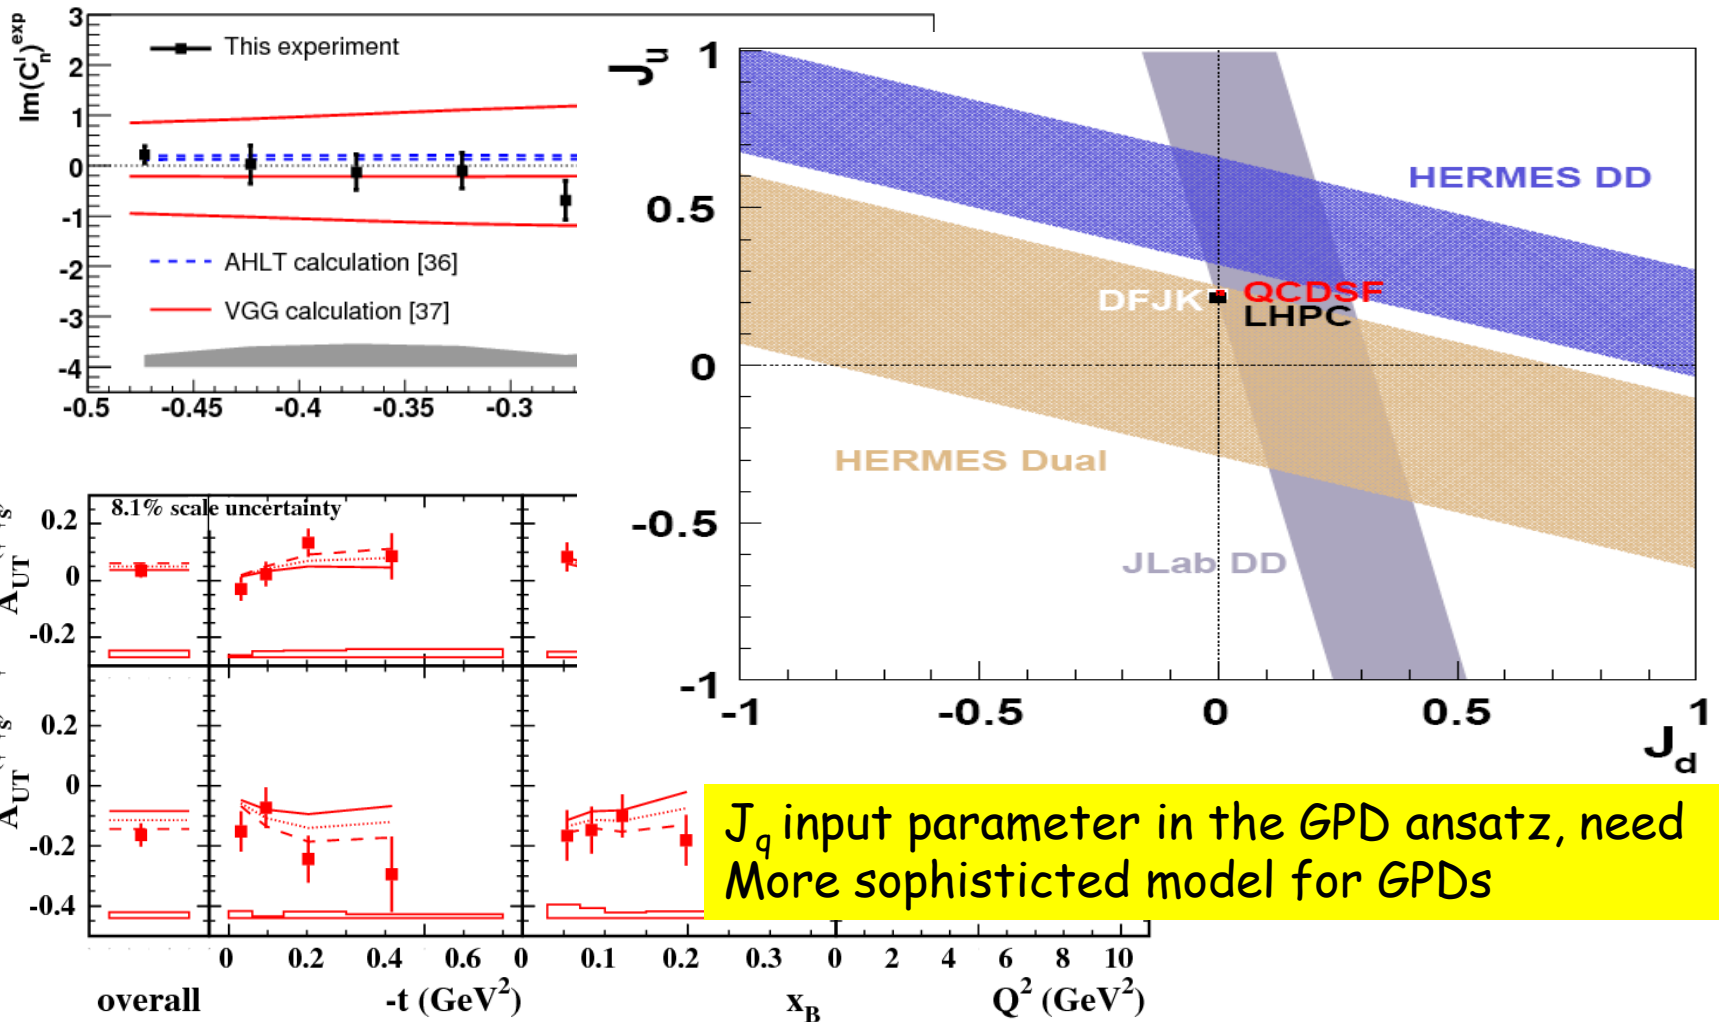 3
2
1
0
-1
-2
-3
-4
Im(C_n^I)^exp
This experiment
AHLT calculation [36]
VGG calculation [37]
-0.5 -0.45 -0.4 -0.35 -0.3
J_u
1
0.5
0
-0.5
-1
HERMES DD
DFJK
QCDSF
LHPC
HERMES Dual
JLab DD
-1 -0.5 0 0.5 1
J_d
8.1% scale uncertainty
A_UT
0.2
0
-0.2
A_UT
0.2
0
-0.2
-0.4
J_q input parameter in the GPD ansatz, need
More sophisticted model for GPDs
0 0.2 0.4 0.6 0 0.1 0.2 0.3 0 2 4 6 8 10
overall -t (GeV^2) x_B Q^2 (GeV^2)